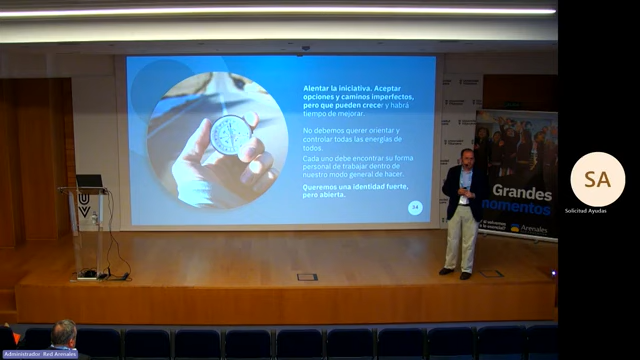 Alentar la iniciativa. Aceptar
opciones y caminos imperfectos,
pero que pueden crecer y habrá
tiempo de mejorar.
No debemos querer orientar y
controlar todas las energías de
todos.
Cada uno debe encontrar su forma
personal de trabajar dentro de
nuestro modo general de hacer.
Queremos una identidad fuerte,
pero abierta.
34
Grandes
momentos
Arenales
SA
Solicitud Ayudas
Administrador Red Arenales